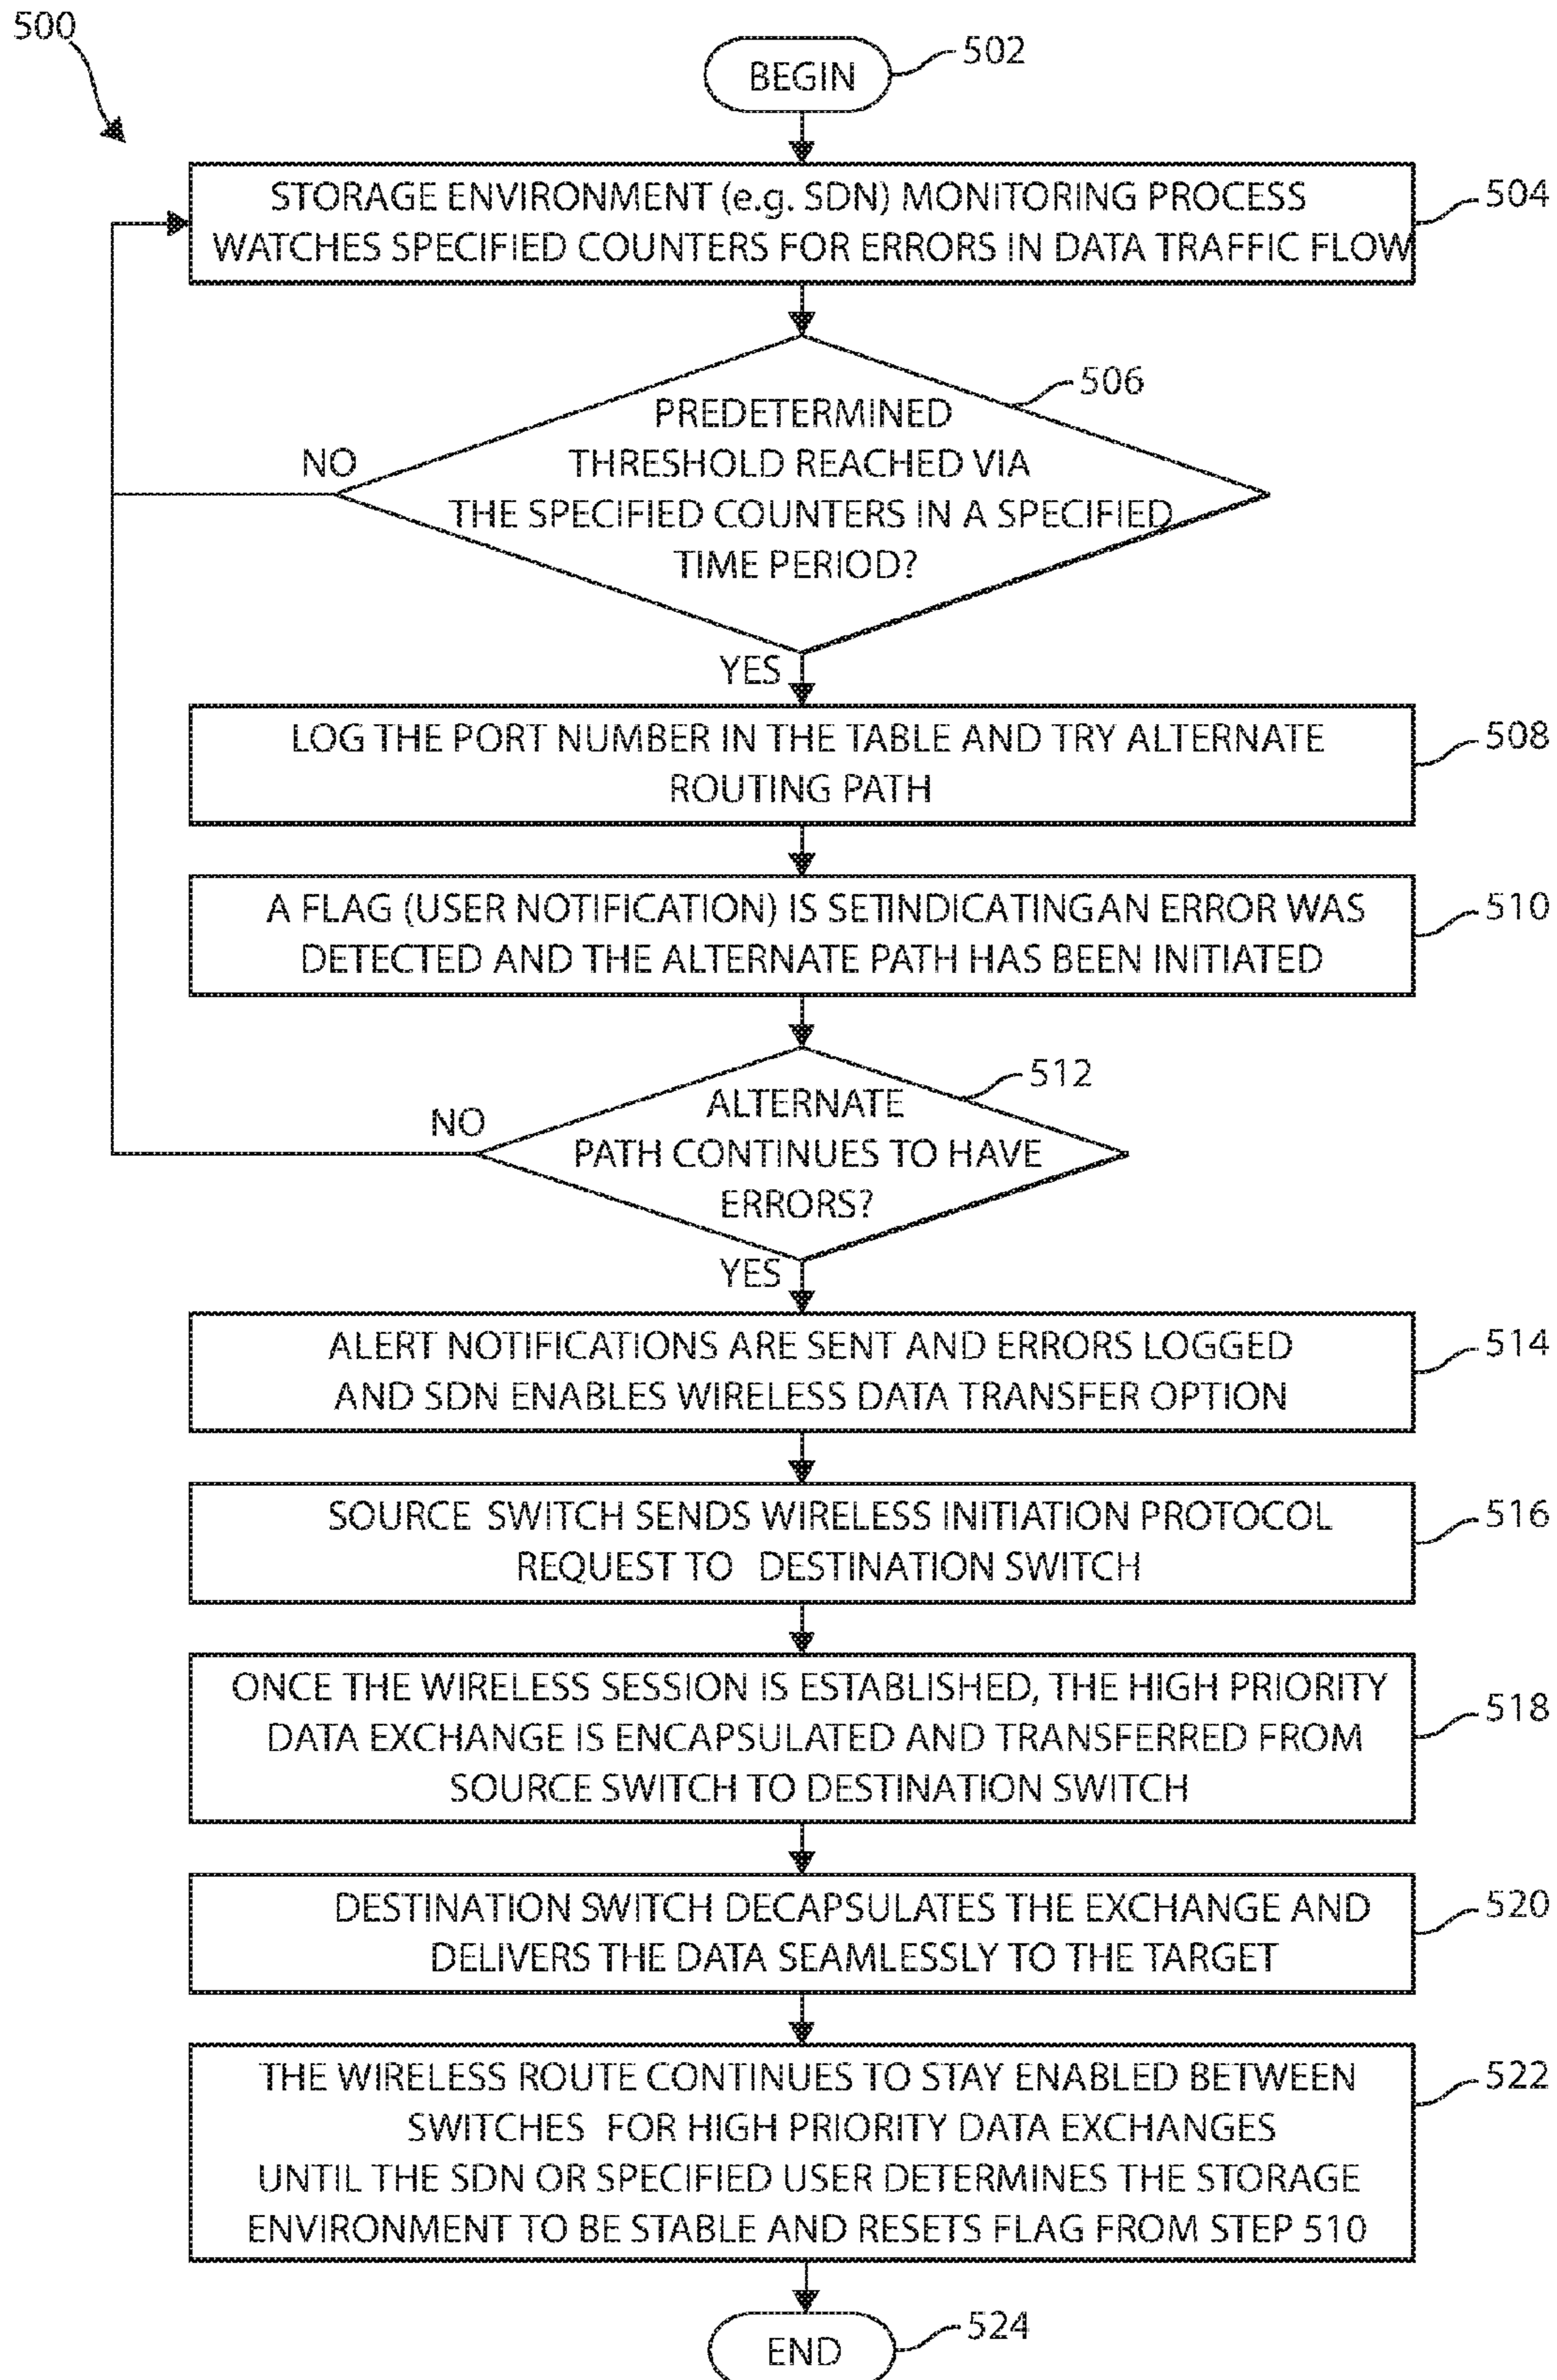 500
BEGIN
502
STORAGE ENVIRONMENT (e.g. SDN) MONITORING PROCESS
WATCHES SPECIFIED COUNTERS FOR ERRORS IN DATA TRAFFIC FLOW
504
506
PREDETERMINED
THRESHOLD REACHED VIA
THE SPECIFIED COUNTERS IN A SPECIFIED
TIME PERIOD?
NO
YES
LOG THE PORT NUMBER IN THE TABLE AND TRY ALTERNATE
ROUTING PATH
508
A FLAG (USER NOTIFICATION) IS SETINDICATINGAN ERROR WAS
DETECTED AND THE ALTERNATE PATH HAS BEEN INITIATED
510
512
ALTERNATE
PATH CONTINUES TO HAVE
ERRORS?
NO
YES
ALERT NOTIFICATIONS ARE SENT AND ERRORS LOGGED
AND SDN ENABLES WIRELESS DATA TRANSFER OPTION
514
SOURCE SWITCH SENDS WIRELESS INITIATION PROTOCOL
REQUEST TO DESTINATION SWITCH
516
ONCE THE WIRELESS SESSION IS ESTABLISHED, THE HIGH PRIORITY
DATA EXCHANGE IS ENCAPSULATED AND TRANSFERRED FROM
SOURCE SWITCH TO DESTINATION SWITCH
518
DESTINATION SWITCH DECAPSULATES THE EXCHANGE AND
DELIVERS THE DATA SEAMLESSLY TO THE TARGET
520
THE WIRELESS ROUTE CONTINUES TO STAY ENABLED BETWEEN
SWITCHES FOR HIGH PRIORITY DATA EXCHANGES
UNTIL THE SDN OR SPECIFIED USER DETERMINES THE STORAGE
ENVIRONMENT TO BE STABLE AND RESETS FLAG FROM STEP 510
522
END
524